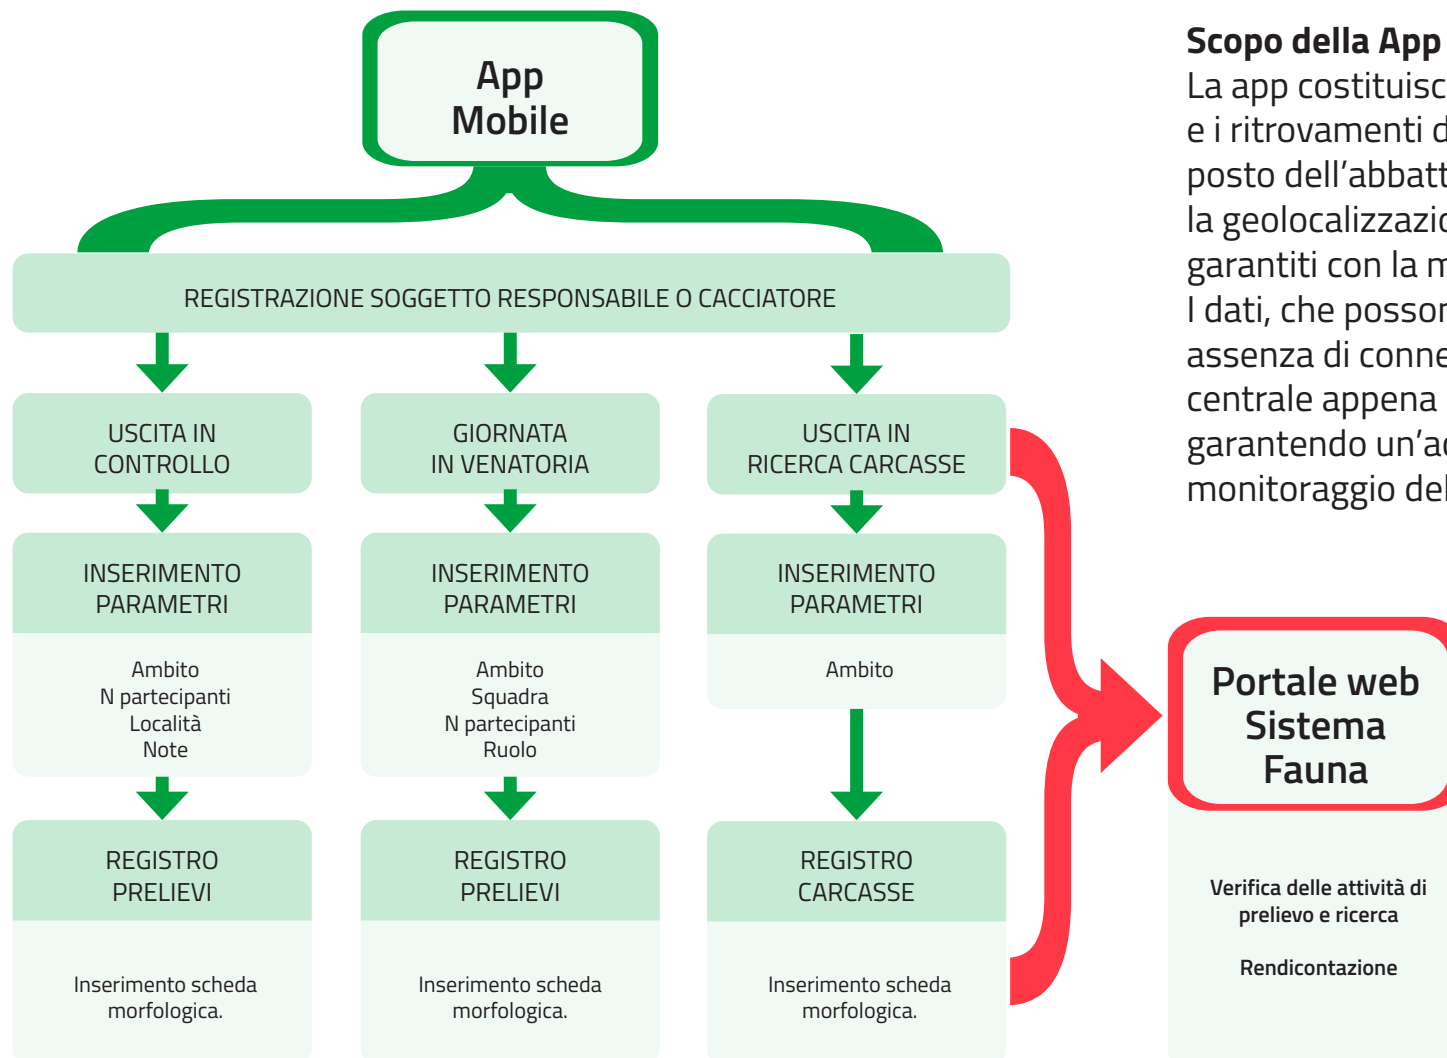 App
Mobile
REGISTRAZIONE SOGGETTO RESPONSABILE O CACCIATORE
USCITA IN
CONTROLLO
INSERIMENTO
PARAMETRI
Ambito
N partecipanti
Località
Note
REGISTRO
PRELIEVI
Inserimento scheda
morfologica.
GIORNATA
IN VENATORIA
INSERIMENTO
PARAMETRI
Ambito
Squadra
N partecipanti
Ruolo
REGISTRO
PRELIEVI
Inserimento scheda
morfologica.
USCITA IN
RICERCA CARCASSE
INSERIMENTO
PARAMETRI
Ambito
REGISTRO
CARCASSE
Inserimento scheda
morfologica.
Scopo della App
La app costituisc
e i ritrovamenti d
posto dell’abbatt
la geolocalizzazio
garantiti con la m
I dati, che possor
assenza di conne
centrale appena
garantendo un’ac
monitoraggio del
Portale web
Sistema
Fauna
Verifica delle attività di
prelievo e ricerca
Rendicontazione